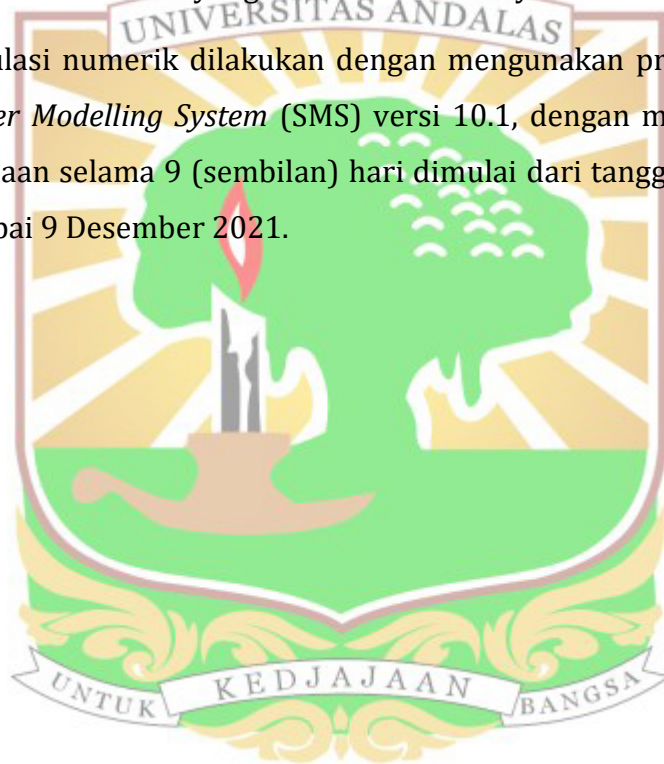 UNIVERSITAS ANDALAS
ulasi numerik dilakukan dengan mengunakan pr
er Modelling System (SMS) versi 10.1, dengan m
aan selama 9 (sembilan) hari dimulai dari tangg
pai 9 Desember 2021.
UNTUK KEDJAJAAN BANGSA